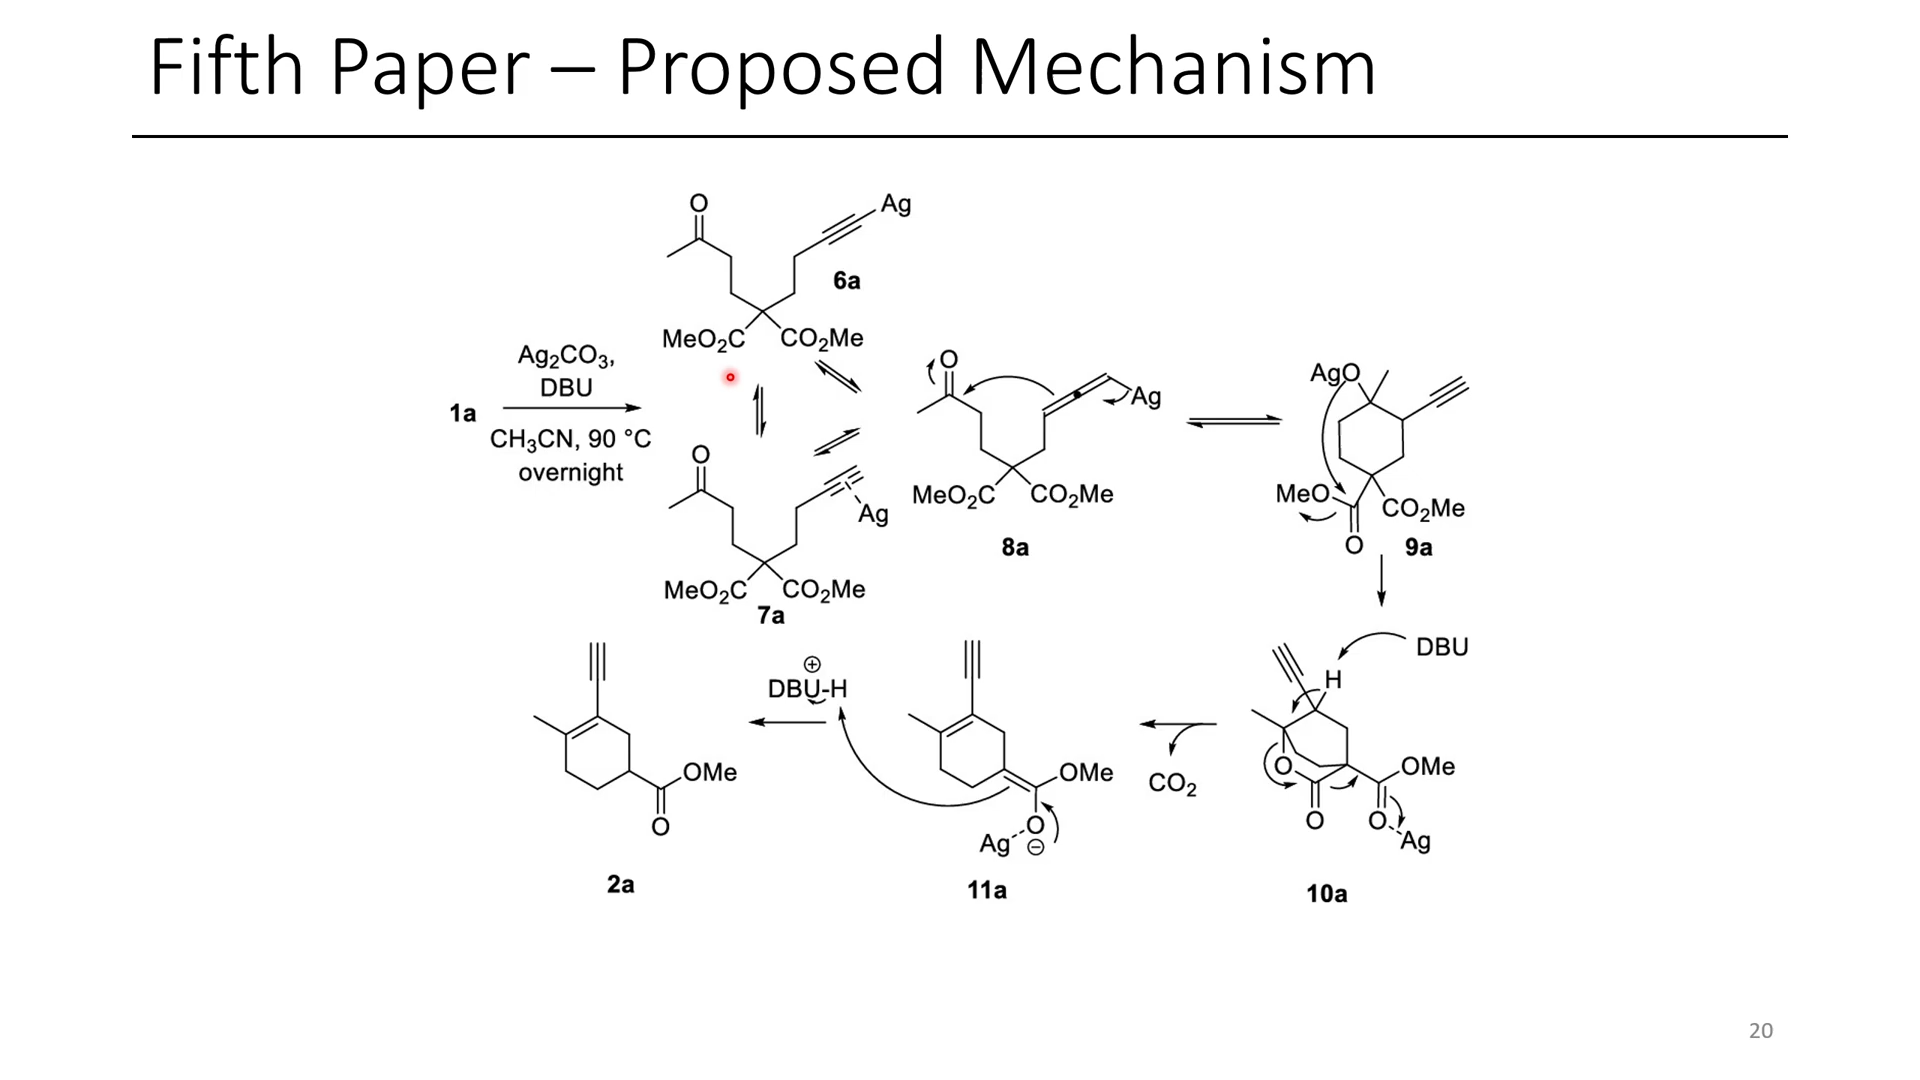 Fifth Paper – Proposed Mechanism
1a
Ag2CO3,
DBU
CH3CN, 90 °C
overnight
O
Ag
6a
MeO2C
CO2Me
O
Ag
MeO2C
CO2Me
7a
O
Ag
MeO2C
CO2Me
8a
AgO
MeO
CO2Me
O
9a
DBU
H
O
O
OMe
O
Ag
10a
CO2
OMe
O
Ag
⊖
11a
⊕
DBU-H
OMe
O
2a
20